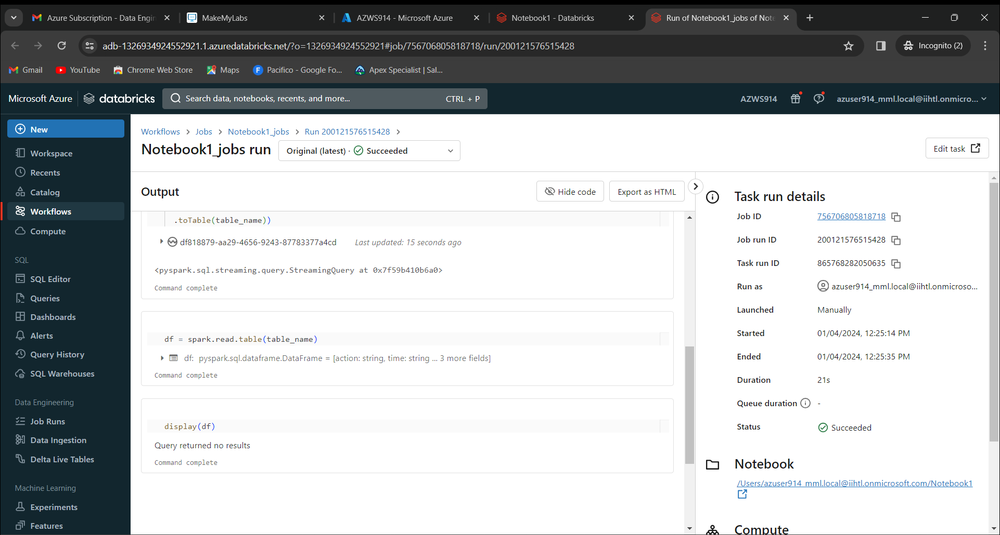 Azure Subscription - Data Engin
MakeMyLabs
AZWS914 - Microsoft Azure
Notebook1 - Databricks
Run of Notebook1_jobs of Note
adb-1326934924552921.1.azuredatabricks.net/?o=1326934924552921#job/756706805818718/run/200121576515428
Incognito (2)
Gmail
YouTube
Chrome Web Store
Maps
Pacifico - Google Fo...
Apex Specialist | Sal...
Microsoft Azure
databricks
Search data, notebooks, recents, and more...
CTRL + P
AZWS914
azuser914_mml.local@iihtl.onmicro...
New
Workspace
Recents
Catalog
Workflows
Compute
SQL
SQL Editor
Queries
Dashboards
Alerts
Query History
SQL Warehouses
Data Engineering
Job Runs
Data Ingestion
Delta Live Tables
Machine Learning
Experiments
Features
Workflows > Jobs > Notebook1_jobs > Run 200121576515428 >
Notebook1_jobs run
Original (latest) · Succeeded
Edit task
Output
Hide code
Export as HTML
.toTable(table_name))
df818879-aa29-4656-9243-87783377a4cd Last updated: 15 seconds ago
<pyspark.sql.streaming.query.StreamingQuery at 0x7f59b410b6a0>
Command complete
df = spark.read.table(table_name)
df: pyspark.sql.dataframe.DataFrame = [action: string, time: string ... 3 more fields]
Command complete
display(df)
Query returned no results
Command complete
Task run details
Job ID 756706805818718
Job run ID 200121576515428
Task run ID 865768282050635
Run as azuser914_mml.local@iihtl.onmicroso...
Launched Manually
Started 01/04/2024, 12:25:14 PM
Ended 01/04/2024, 12:25:35 PM
Duration 21s
Queue duration -
Status Succeeded
Notebook
/Users/azuser914_mml.local@iihtl.onmicrosoft.com/Notebook1
Compute